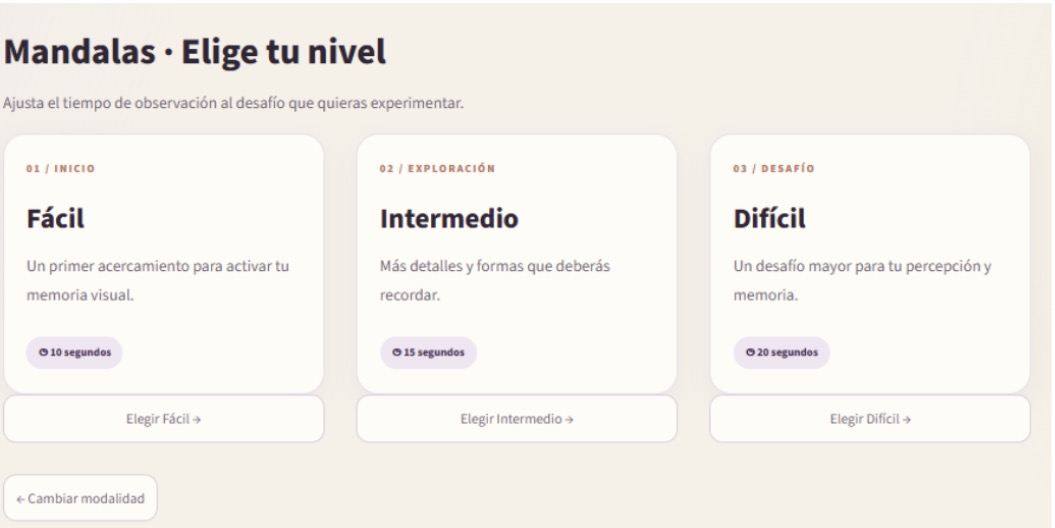 Mandalas · Elige tu nivel
Ajusta el tiempo de observación al desafío que quieras experimentar.
01 / INICIO
Fácil
Un primer acercamiento para activar tu
memoria visual.
10 segundos
Elegir Fácil →
02 / EXPLORACIÓN
Intermedio
Más detalles y formas que deberás
recordar.
15 segundos
Elegir Intermedio →
03 / DESAFÍO
Difícil
Un desafío mayor para tu percepción y
memoria.
20 segundos
Elegir Difícil →
← Cambiar modalidad